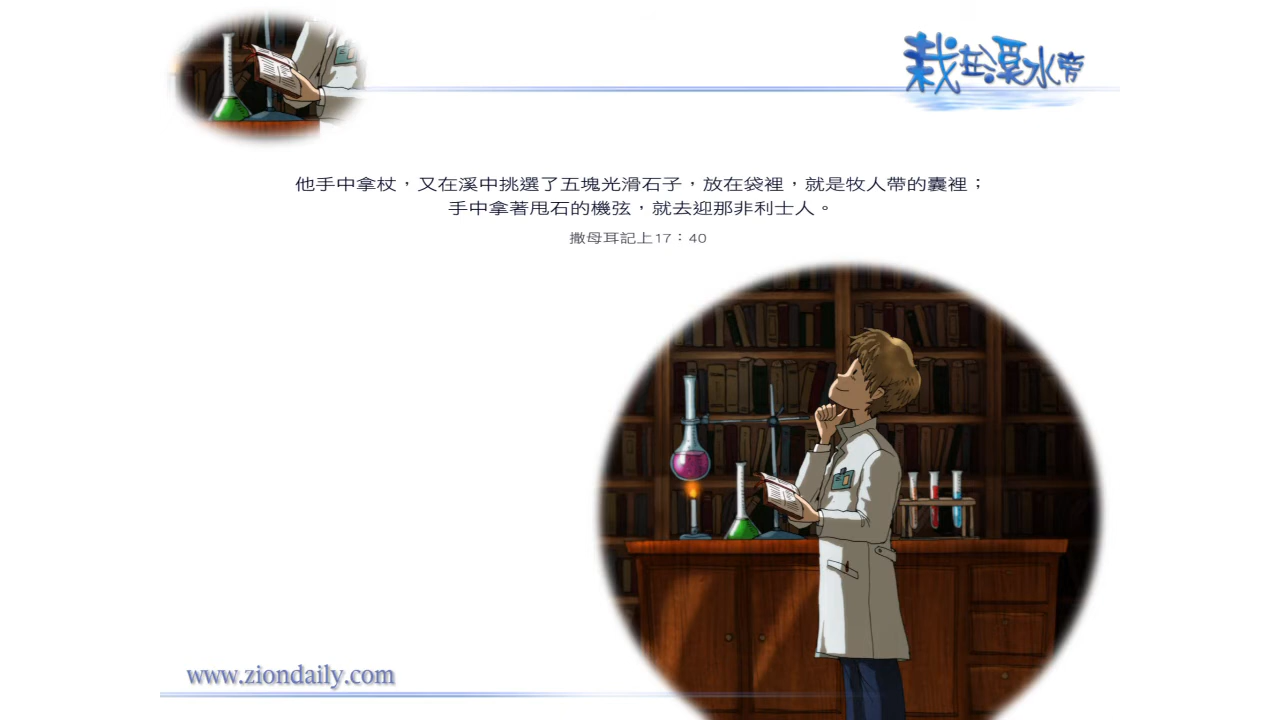 栽在溪水旁
他手中拿杖，又在溪中挑選了五塊光滑石子，放在袋裡，就是牧人帶的囊裡；
手中拿著甩石的機弦，就去迎那非利士人。
撒母耳記上17：40
www.ziondaily.com